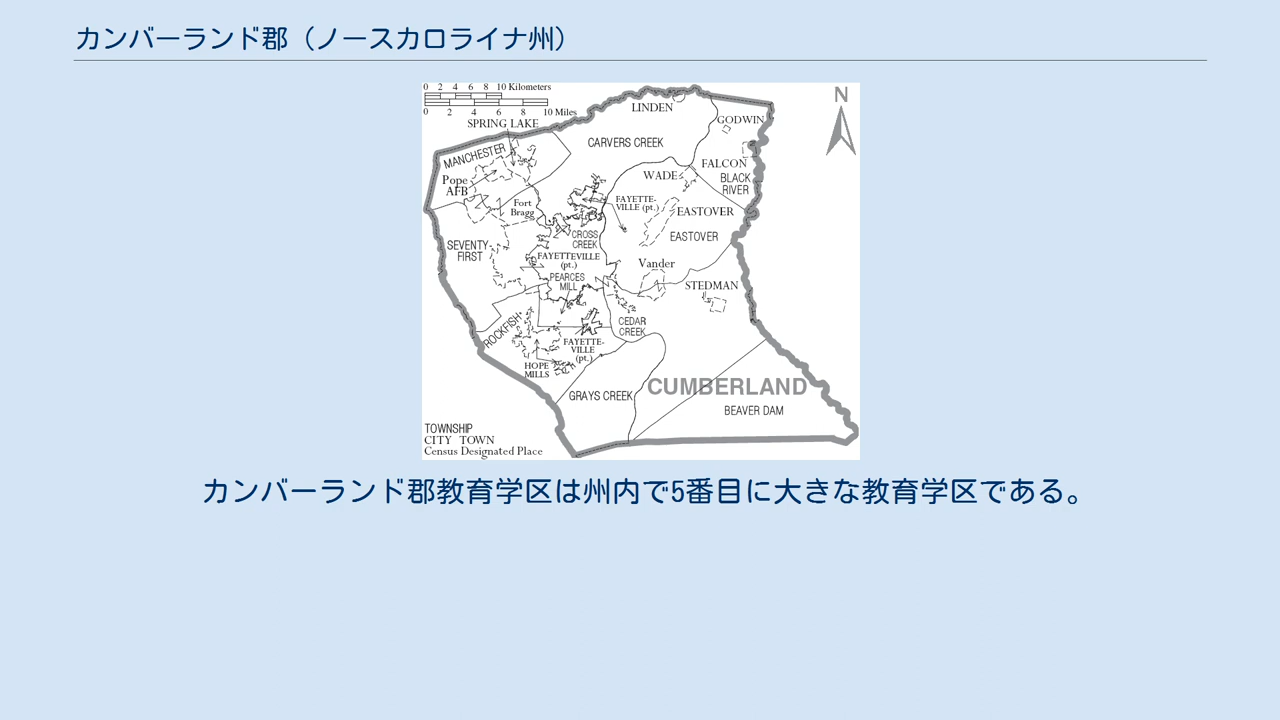 カンバーランド郡（ノースカロライナ州）
0 2 4 6 8 10 Kilometers
0 2 4 6 8 10 Miles
N
LINDEN
GODWIN
SPRING LAKE
CARVERS CREEK
MANCHESTER
FALCON
WADE
BLACK
RIVER
Pope
AFB
Fort
Bragg
FAYETTE-
VILLE (pt.)
EASTOVER
EASTOVER
CROSS
CREEK
SEVENTY-
FIRST
FAYETTEVILLE
(pt.)
Vander
PEARCES
MILL
STEDMAN
ROCKFISH
CEDAR
CREEK
FAYETTE-
VILLE
(pt.)
HOPE
MILLS
GRAYS CREEK
CUMBERLAND
BEAVER DAM
TOWNSHIP
CITY TOWN
Census Designated Place
カンバーランド郡教育学区は州内で5番目に大きな教育学区である。